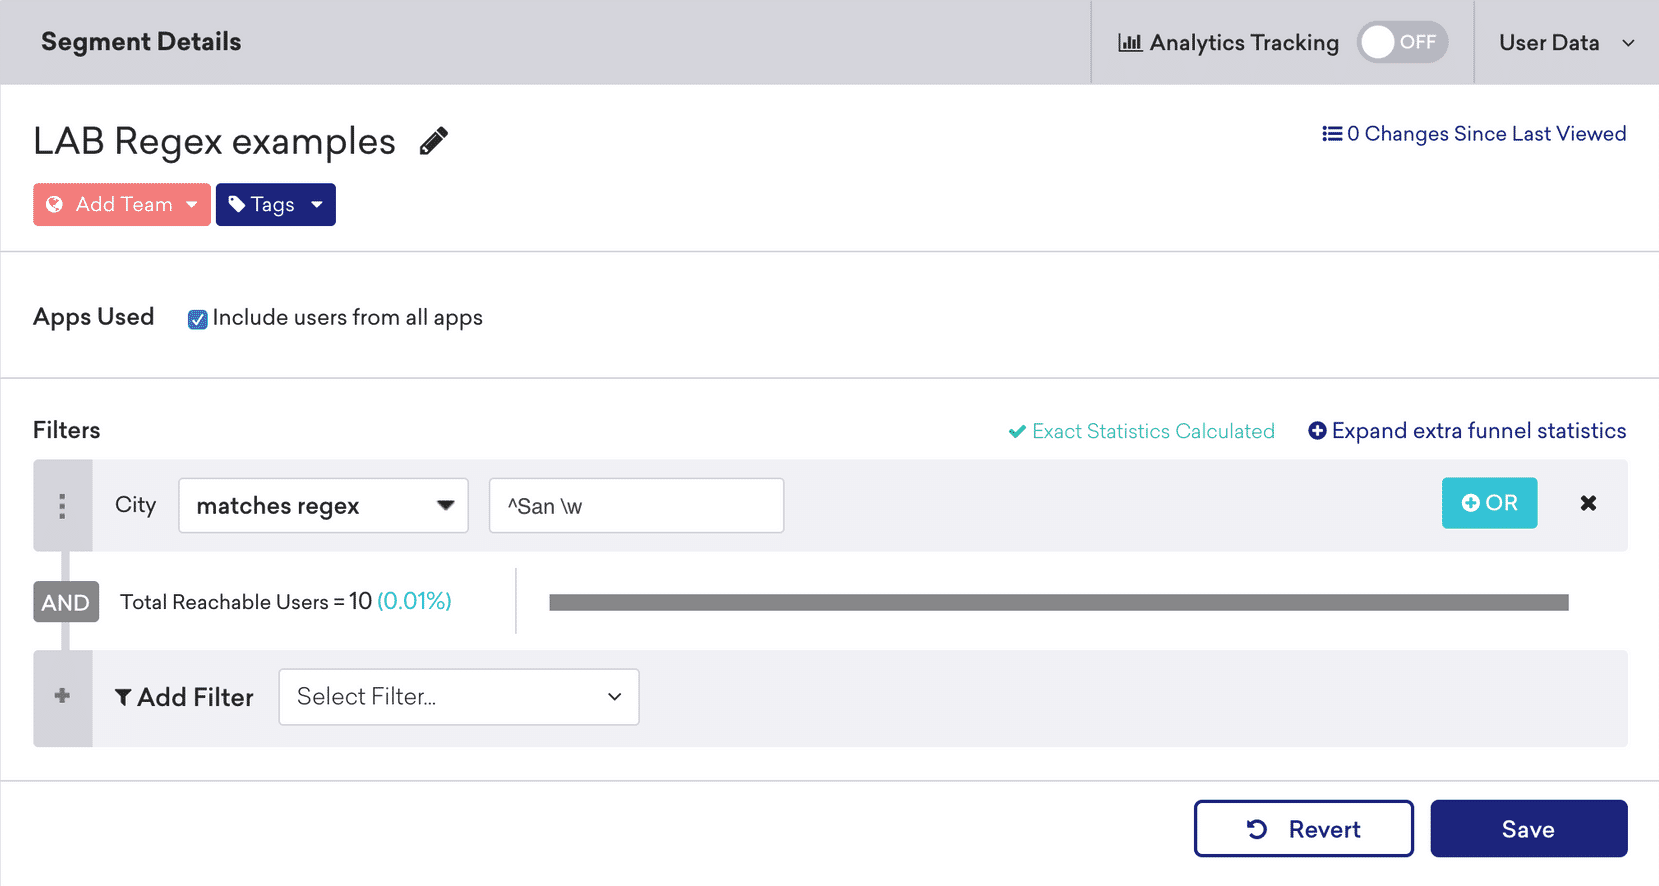 Segment Details
Analytics Tracking OFF
User Data
LAB Regex examples
0 Changes Since Last Viewed
Add Team
Tags
Apps Used Include users from all apps
Filters
Exact Statistics Calculated
Expand extra funnel statistics
City matches regex ^San \w
OR
AND Total Reachable Users = 10 (0.01%)
Add Filter Select Filter...
Revert
Save